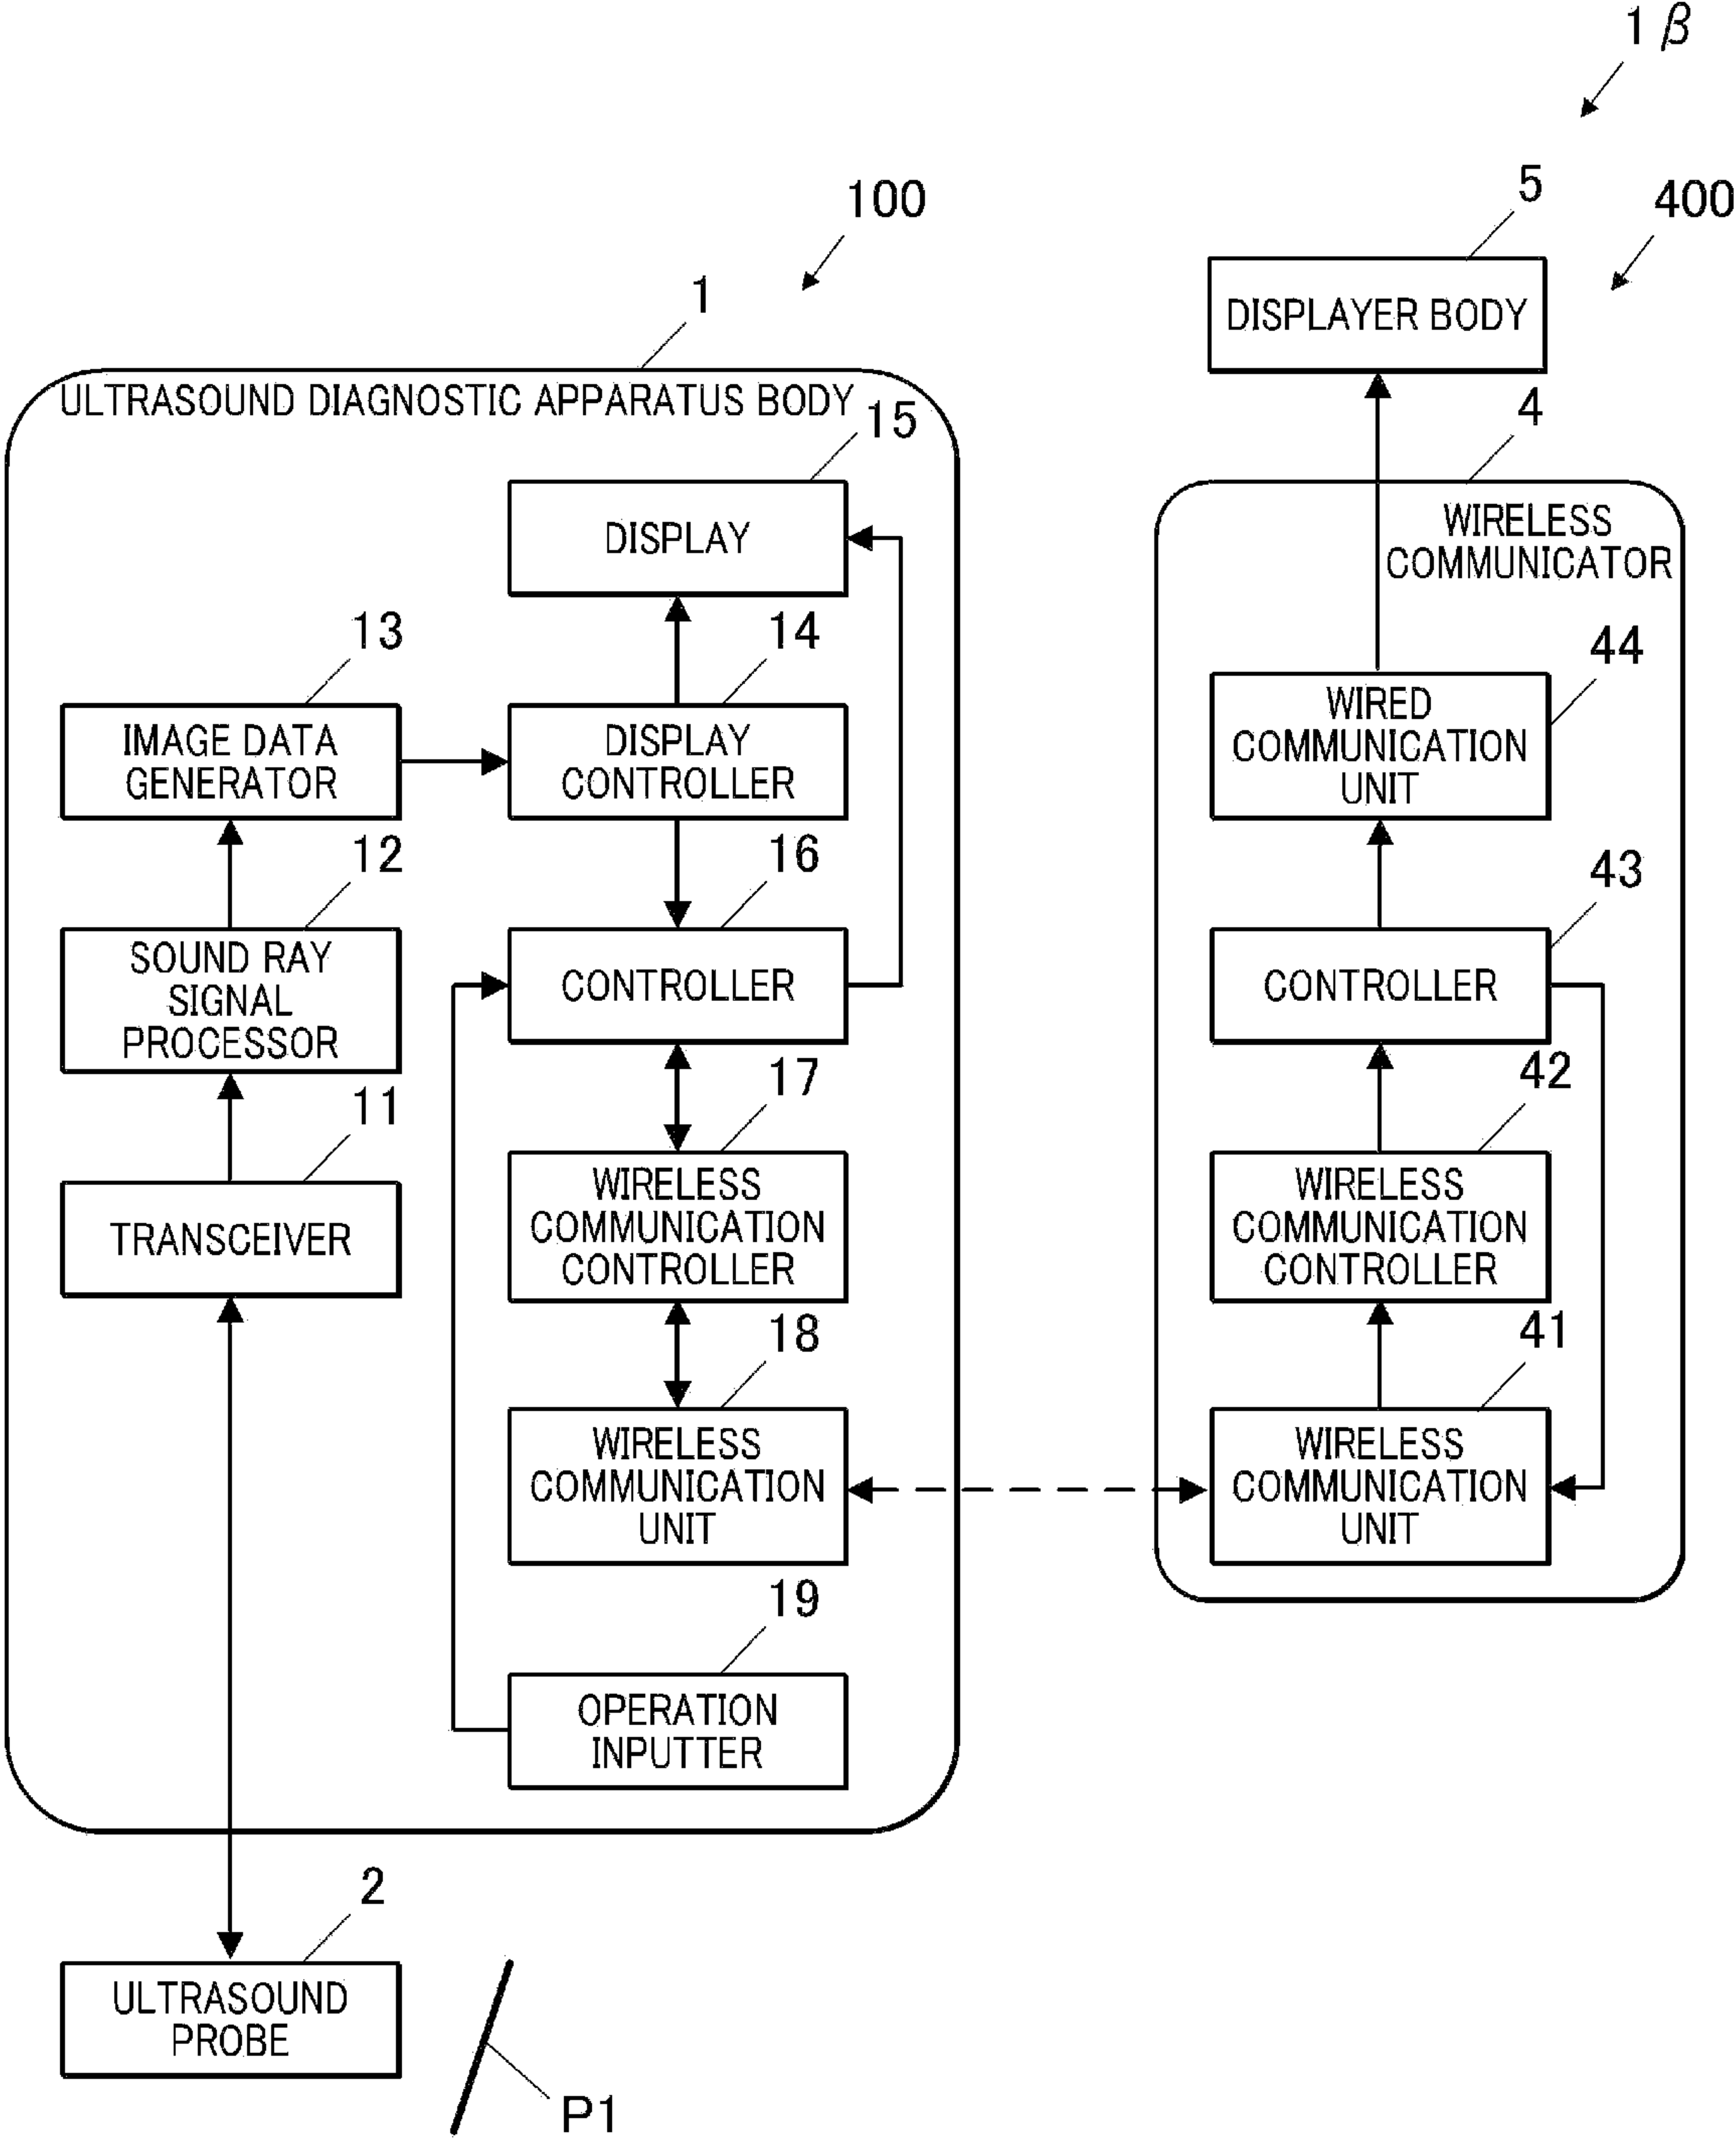 1β
100
5
400
DISPLAYER BODY
1
ULTRASOUND DIAGNOSTIC APPARATUS BODY
15
DISPLAY
13
IMAGE DATA
GENERATOR
14
DISPLAY
CONTROLLER
12
SOUND RAY
SIGNAL
PROCESSOR
16
CONTROLLER
11
TRANSCEIVER
17
WIRELESS
COMMUNICATION
CONTROLLER
18
WIRELESS
COMMUNICATION
UNIT
19
OPERATION
INPUTTER
2
ULTRASOUND
PROBE
P1
4
WIRELESS
COMMUNICATOR
44
WIRED
COMMUNICATION
UNIT
43
CONTROLLER
42
WIRELESS
COMMUNICATION
CONTROLLER
41
WIRELESS
COMMUNICATION
UNIT